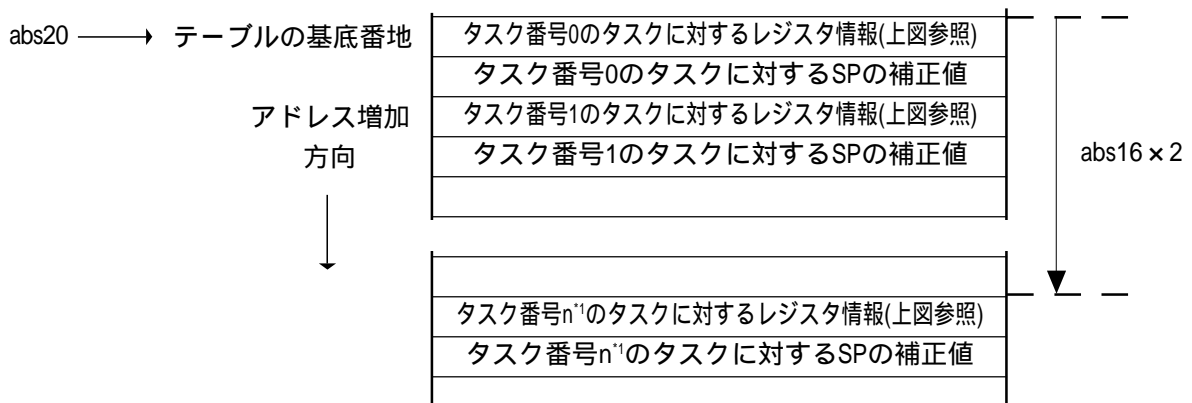 abs20 テーブルの基底番地
タスク番号0のタスクに対するレジスタ情報(上図参照)
タスク番号0のタスクに対するSPの補正値
アドレス増加
方向
タスク番号1のタスクに対するレジスタ情報(上図参照)
タスク番号1のタスクに対するSPの補正値
abs16×2
タスク番号n*1のタスクに対するレジスタ情報(上図参照)
タスク番号n*1のタスクに対するSPの補正値